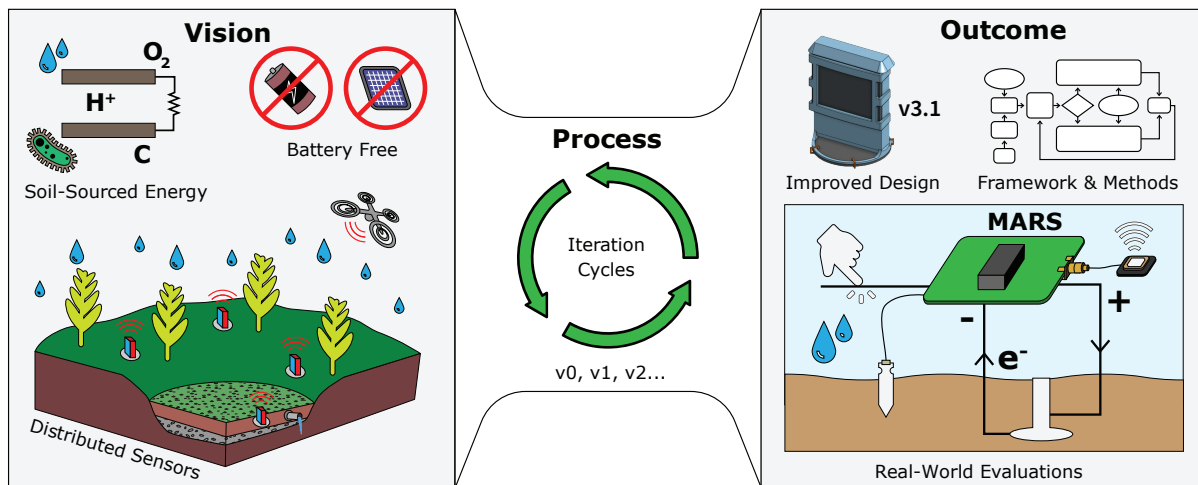 Vision
O₂
H⁺
C
Soil-Sourced Energy
Battery Free
Distributed Sensors
Process
Iteration
Cycles
v0, v1, v2...
Outcome
v3.1
Improved Design
Framework & Methods
MARS
-
+
e⁻
Real-World Evaluations